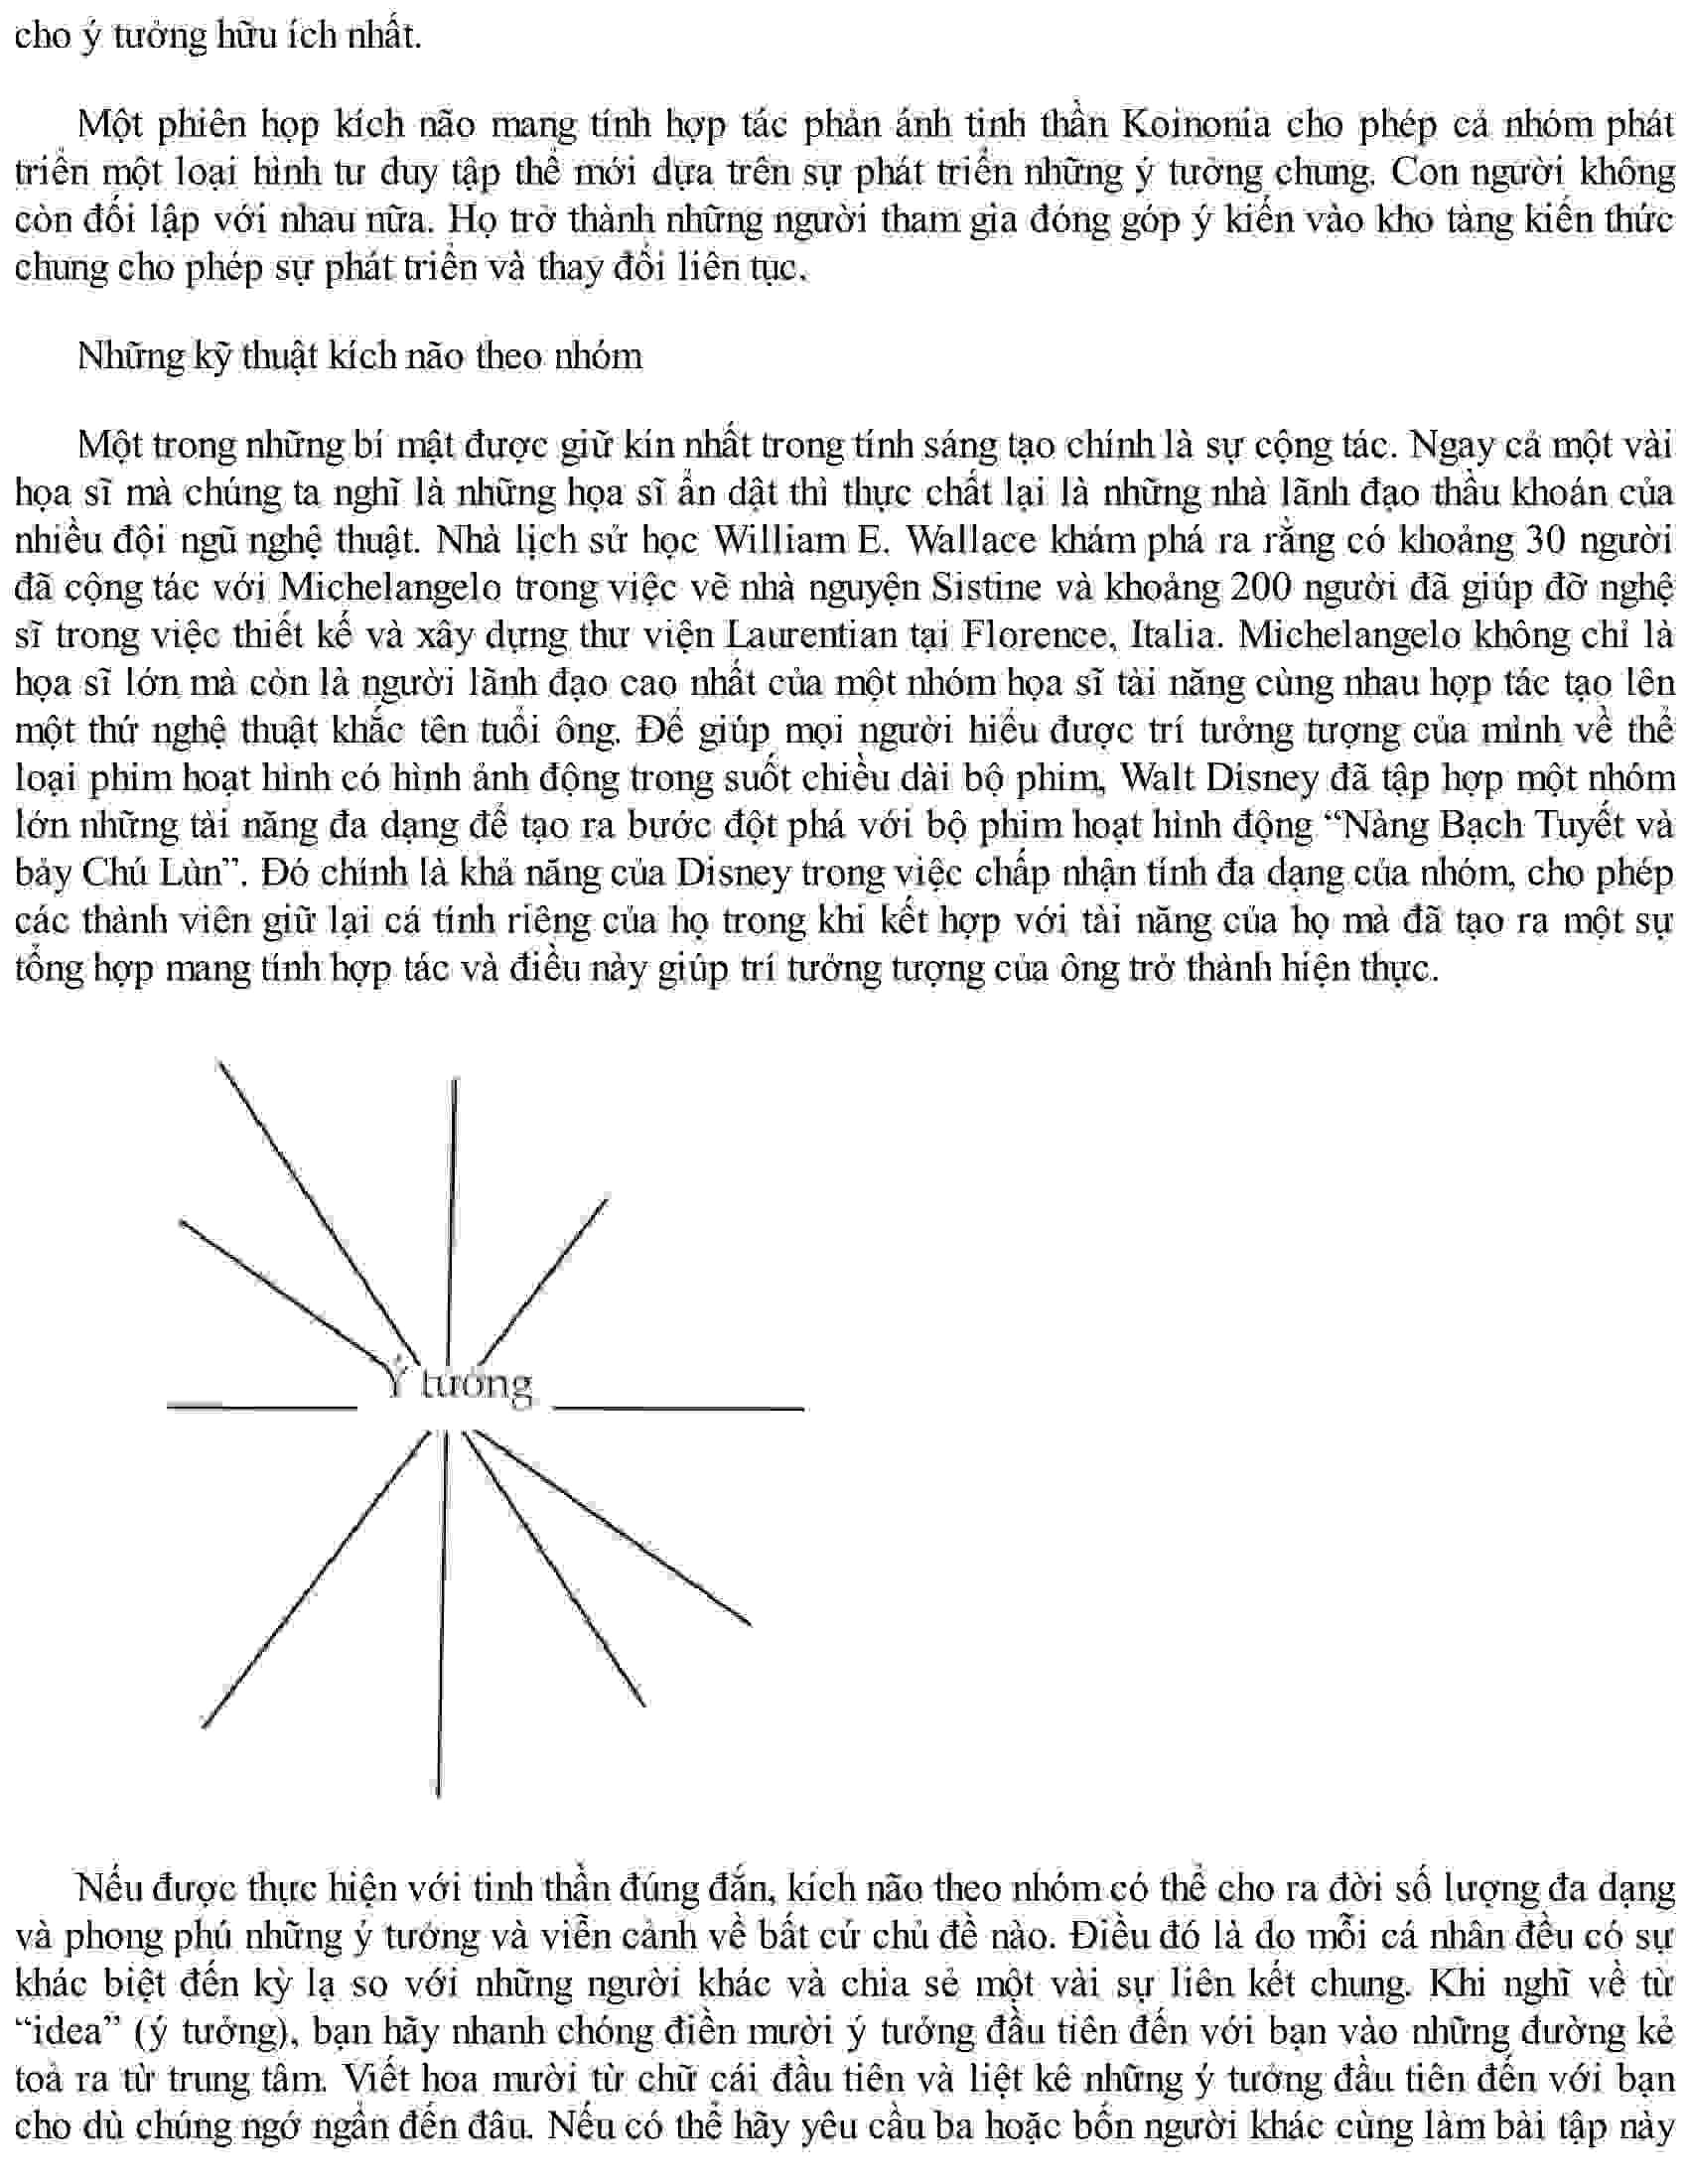 cho ý tưởng hữu ích nhất.
Một phiên họp kích não mang tính hợp tác phản ánh tinh thần Koinonia cho phép cả nhóm phát
triển một loại hình tư duy tập thể mới dựa trên sự phát triển những ý tưởng chung. Con người không
còn đối lập với nhau nữa. Họ trở thành những người tham gia đóng góp ý kiến vào kho tàng kiến thức
chung cho phép sự phát triển và thay đổi liên tục.
Những kỹ thuật kích não theo nhóm
Một trong những bí mật được giữ kín nhất trong tính sáng tạo chính là sự cộng tác. Ngay cả một vài
họa sĩ mà chúng ta nghĩ là những họa sĩ ẩn dật thì thực chất lại là những nhà lãnh đạo thầu khoán của
nhiều đội ngũ nghệ thuật. Nhà lịch sử học William E. Wallace khám phá ra rằng có khoảng 30 người
đã cộng tác với Michelangelo trong việc vẽ nhà nguyện Sistine và khoảng 200 người đã giúp đỡ nghệ
sĩ trong việc thiết kế và xây dựng thư viện Laurentian tại Florence, Italia. Michelangelo không chỉ là
họa sĩ lớn mà còn là người lãnh đạo cao nhất của một nhóm họa sĩ tài năng cùng nhau hợp tác tạo lên
một thứ nghệ thuật khắc tên tuổi ông. Để giúp mọi người hiểu được trí tưởng tượng của mình về thể
loại phim hoạt hình có hình ảnh động trong suốt chiều dài bộ phim, Walt Disney đã tập hợp một nhóm
lớn những tài năng đa dạng để tạo ra bước đột phá với bộ phim hoạt hình động “Nàng Bạch Tuyết và
bảy Chú Lùn”. Đó chính là khả năng của Disney trong việc chấp nhận tính đa dạng của nhóm, cho phép
các thành viên giữ lại cá tính riêng của họ trong khi kết hợp với tài năng của họ mà đã tạo ra một sự
tổng hợp mang tính hợp tác và điều này giúp trí tưởng tượng của ông trở thành hiện thực.
Ý tưởng
Nếu được thực hiện với tinh thần đúng đắn, kích não theo nhóm có thể cho ra đời số lượng đa dạng
và phong phú những ý tưởng và viễn cảnh về bất cứ chủ đề nào. Điều đó là do mỗi cá nhân đều có sự
khác biệt đến kỳ lạ so với những người khác và chia sẻ một vài sự liên kết chung. Khi nghĩ về từ
“idea” (ý tưởng), bạn hãy nhanh chóng điền mười ý tưởng đầu tiên đến với bạn vào những đường kẻ
toả ra từ trung tâm. Viết hoa mười từ chữ cái đầu tiên và liệt kê những ý tưởng đầu tiên đến với bạn
cho dù chúng ngớ ngẩn đến đâu. Nếu có thể hãy yêu cầu ba hoặc bốn người khác cùng làm bài tập này